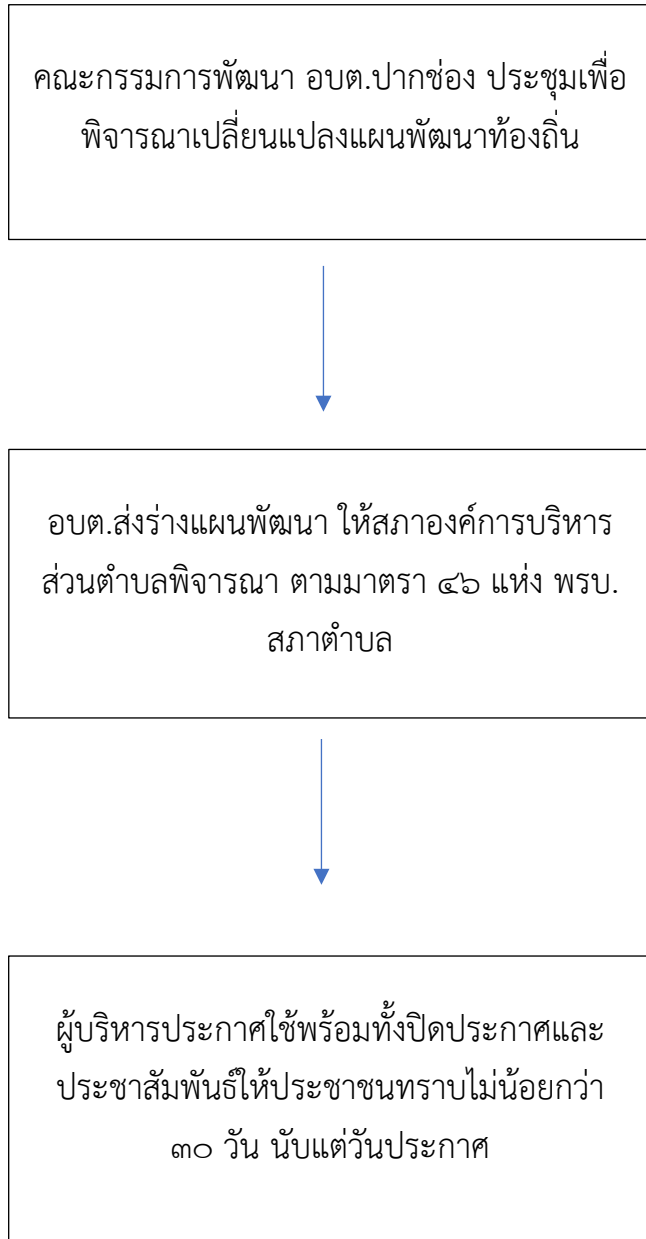 คณะกรรมการพัฒนา อบต.ปากช่อง ประชุมเพื่อ
พิจารณาเปลี่ยนแปลงแผนพัฒนาท้องถิ่น
อบต.ส่งร่างแผนพัฒนา ให้สภาองค์การบริหาร
ส่วนตำบลพิจารณา ตามมาตรา ๔๖ แห่ง พรบ.
สภาตำบล
ผู้บริหารประกาศใช้พร้อมทั้งปิดประกาศและ
ประชาสัมพันธ์ให้ประชาชนทราบไม่น้อยกว่า
๓๐ วัน นับแต่วันประกาศ